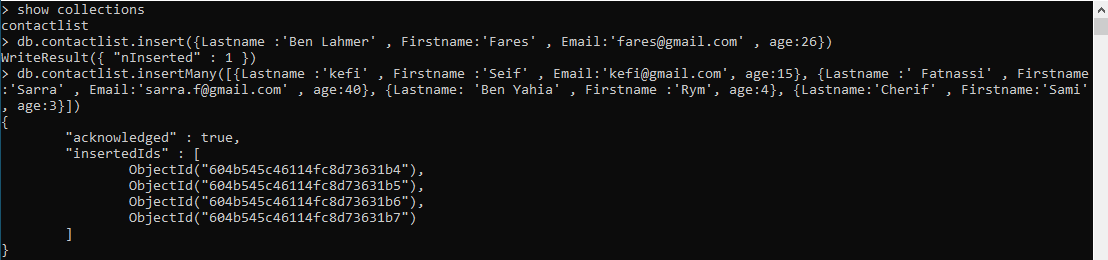 > show collections
contactlist
> db.contactlist.insert({Lastname :'Ben Lahmer' , Firstname:'Fares' , Email:'fares@gmail.com' , age:26})
WriteResult({ "nInserted" : 1 })
> db.contactlist.insertMany([{Lastname :'kefi' , Firstname :'Seif' , Email:'kefi@gmail.com', age:15}, {Lastname :' Fatnassi' , Firstname
:'Sarra' , Email:'sarra.f@gmail.com' , age:40}, {Lastname: 'Ben Yahia' , Firstname :'Rym', age:4}, {Lastname:'Cherif' , Firstname:'Sami'
, age:3}])
{
        "acknowledged" : true,
        "insertedIds" : [
                ObjectId("604b545c46114fc8d73631b4"),
                ObjectId("604b545c46114fc8d73631b5"),
                ObjectId("604b545c46114fc8d73631b6"),
                ObjectId("604b545c46114fc8d73631b7")
        ]
}